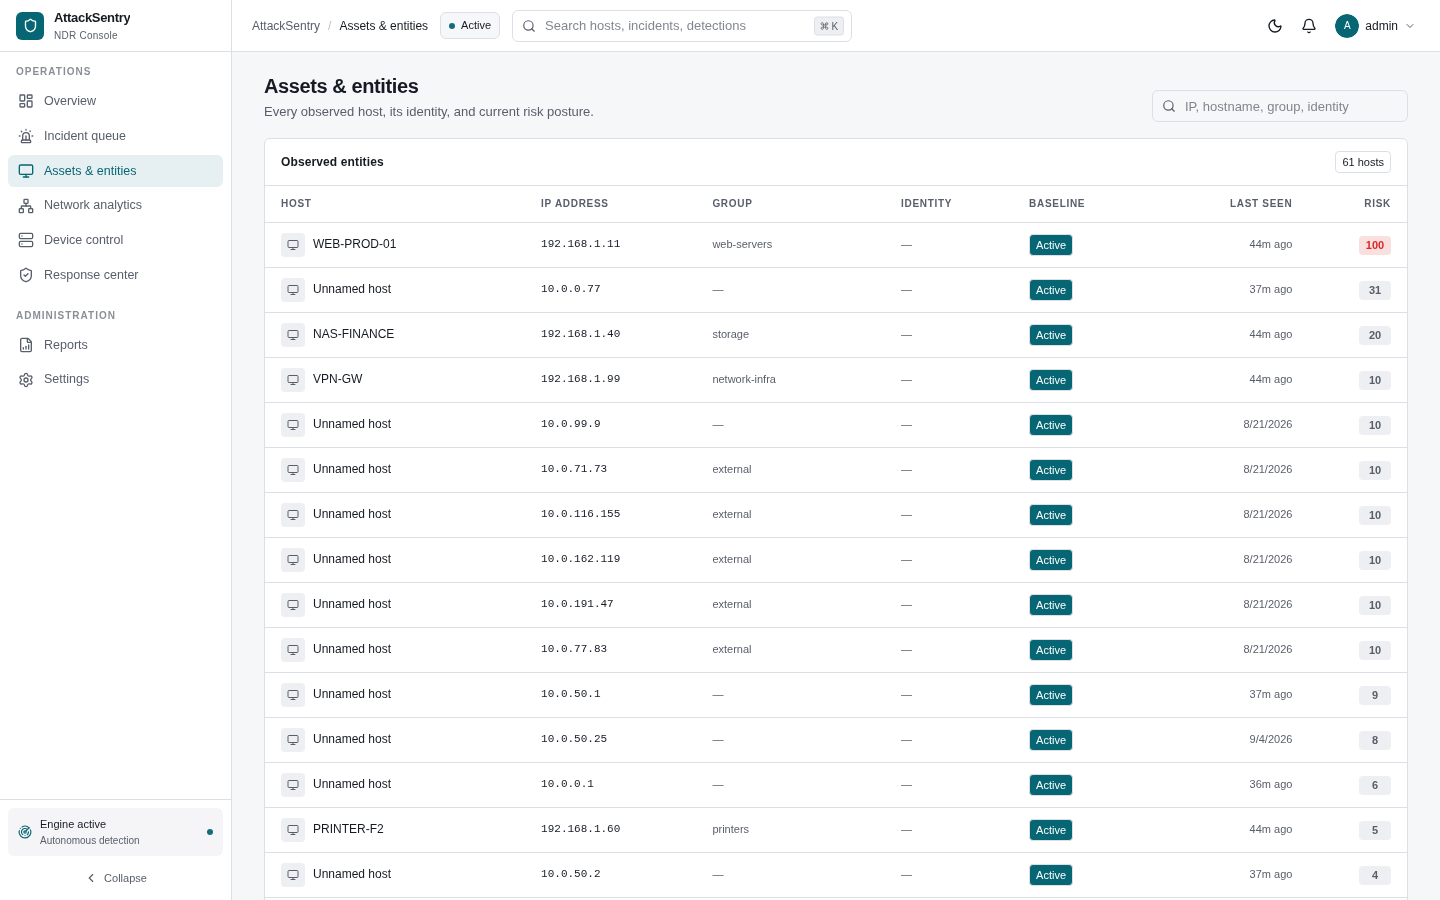 AttackSentry
NDR Console
AttackSentry / Assets & entities
Active
Search hosts, incidents, detections
⌘ K
A
admin
OPERATIONS
Overview
Incident queue
Assets & entities
Network analytics
Device control
Response center
ADMINISTRATION
Reports
Settings
Engine active
Autonomous detection
Collapse
Assets & entities
Every observed host, its identity, and current risk posture.
IP, hostname, group, identity
Observed entities
61 hosts
HOST IP ADDRESS GROUP IDENTITY BASELINE LAST SEEN RISK
WEB-PROD-01 192.168.1.11 web-servers — Active 44m ago 100
Unnamed host 10.0.0.77 — — Active 37m ago 31
NAS-FINANCE 192.168.1.40 storage — Active 44m ago 20
VPN-GW 192.168.1.99 network-infra — Active 44m ago 10
Unnamed host 10.0.99.9 — — Active 8/21/2026 10
Unnamed host 10.0.71.73 external — Active 8/21/2026 10
Unnamed host 10.0.116.155 external — Active 8/21/2026 10
Unnamed host 10.0.162.119 external — Active 8/21/2026 10
Unnamed host 10.0.191.47 external — Active 8/21/2026 10
Unnamed host 10.0.77.83 external — Active 8/21/2026 10
Unnamed host 10.0.50.1 — — Active 37m ago 9
Unnamed host 10.0.50.25 — — Active 9/4/2026 8
Unnamed host 10.0.0.1 — — Active 36m ago 6
PRINTER-F2 192.168.1.60 printers — Active 44m ago 5
Unnamed host 10.0.50.2 — — Active 37m ago 4